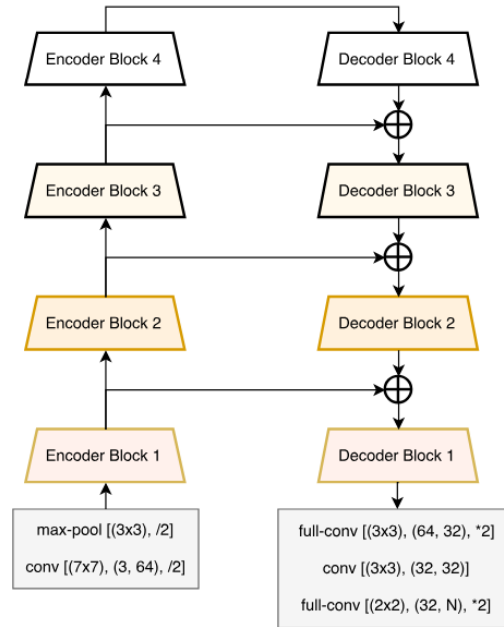 Encoder Block 4
Decoder Block 4
Encoder Block 3
Decoder Block 3
Encoder Block 2
Decoder Block 2
Encoder Block 1
Decoder Block 1
max-pool [(3x3), /2]
conv [(7x7), (3, 64), /2]
full-conv [(3x3), (64, 32), *2]
conv [(3x3), (32, 32)]
full-conv [(2x2), (32, N), *2]